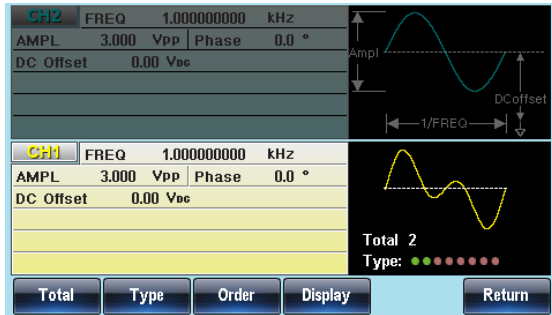 CH2 FREQ 1.000000000 kHz
AMPL 3.000 Vpp Phase 0.0 °
DC Offset 0.00 VDC
Ampl
DCoffset
1/FREQ
CH1 FREQ 1.000000000 kHz
AMPL 3.000 Vpp Phase 0.0 °
DC Offset 0.00 VDC
Total 2
Type:
Total Type Order Display Return